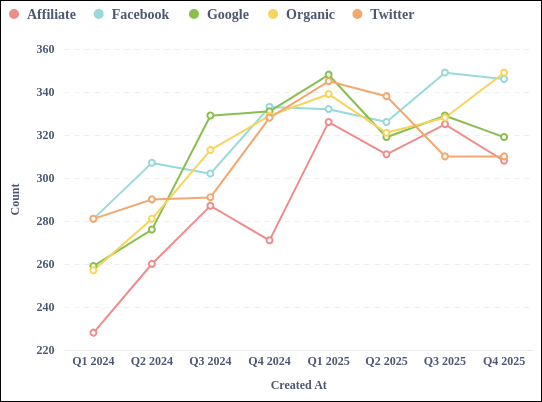 Affiliate Facebook Google Organic Twitter
360
340
320
300
280
260
240
220
Count
Q1 2024 Q2 2024 Q3 2024 Q4 2024 Q1 2025 Q2 2025 Q3 2025 Q4 2025
Created At